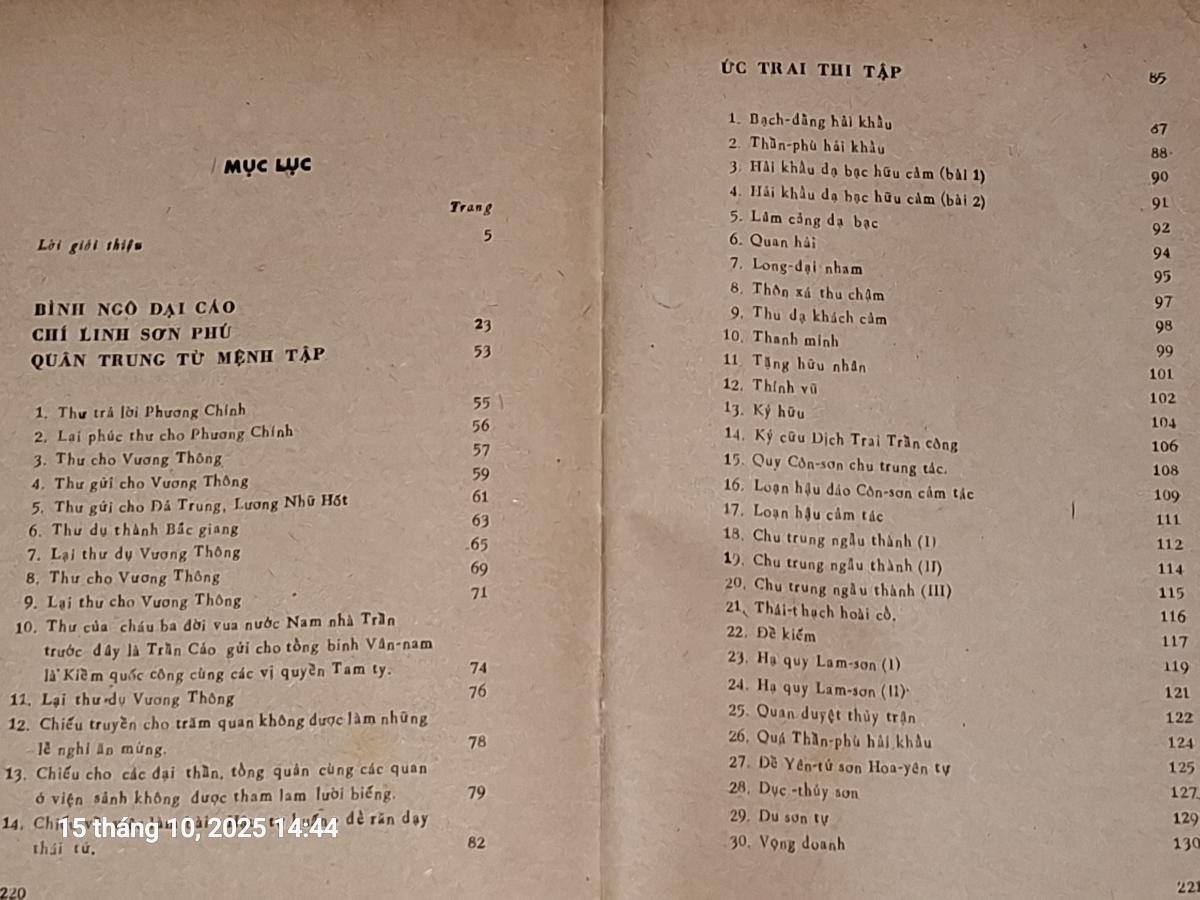 MỤC LỤC
Trang
Lời giới thiệu 5
BÌNH NGÔ ĐẠI CÁO
CHÍ LINH SƠN PHÚ 23
QUÂN TRUNG TỪ MỆNH TẬP 53
1. Thư trả lời Phương Chính 55
2. Lại phúc thư cho Phương Chính 56
3. Thư cho Vương Thông 57
4. Thư gửi cho Vương Thông 59
5. Thư gửi cho Đả Trung, Lương Nhữ Hốt 61
6. Thư dụ thành Bắc giang 63
7. Lại thư dụ Vương Thông 65
8. Thư cho Vương Thông 69
9. Lại thư cho Vương Thông 71
10. Thư của cháu ba đời vua nước Nam nhà Trần
trước đây là Trần Cảo gửi cho tổng binh Vân-nam
là Kiềm quốc công cùng các vị quyền Tam ty. 74
11. Lại thư dụ Vương Thông 76
12. Chiếu truyền cho trăm quan không được làm những
lễ nghi ăn mừng. 78
13. Chiếu cho các đại thần, tổng quản cùng các quan
ở viện sảnh không được tham lam lười biếng. 79
14. để răn dạy
thái tử. 82
15 tháng 10, 2025 14:44
220
ỨC TRAI THI TẬP 85
1. Bạch-đằng hải khẩu 87
2. Thần-phù hải khẩu 88
3. Hải khẩu dạ bạc hữu cảm (bài 1) 90
4. Hải khẩu dạ bạc hữu cảm (bài 2) 91
5. Lâm cảng dạ bạc 92
6. Quan hải 94
7. Long-đại nham 95
8. Thôn xá thu châm 97
9. Thu dạ khách cảm 98
10. Thanh minh 99
11. Tặng hữu nhân 101
12. Thính vũ 102
13. Ký hữu 104
14. Ký cữu Dịch Trai Trần công 106
15. Quy Côn-sơn chu trung tác. 108
16. Loạn hậu đáo Côn-sơn cảm tác 109
17. Loạn hậu cảm tác 111
18. Chu trung ngẫu thành (I) 112
19. Chu trung ngẫu thành (II) 114
20. Chu trung ngẫu thành (III) 115
21. Thái-thạch hoài cổ. 116
22. Đề kiếm 117
23. Hạ quy Lam-sơn (I) 119
24. Hạ quy Lam-sơn (II) 121
25. Quan duyệt thủy trận 122
26. Quá Thần-phù hải khẩu 124
27. Đề Yên-tử sơn Hoa-yên tự 125
28. Dục-thúy sơn 127
29. Du sơn tự 129
30. Vọng doanh 130
221